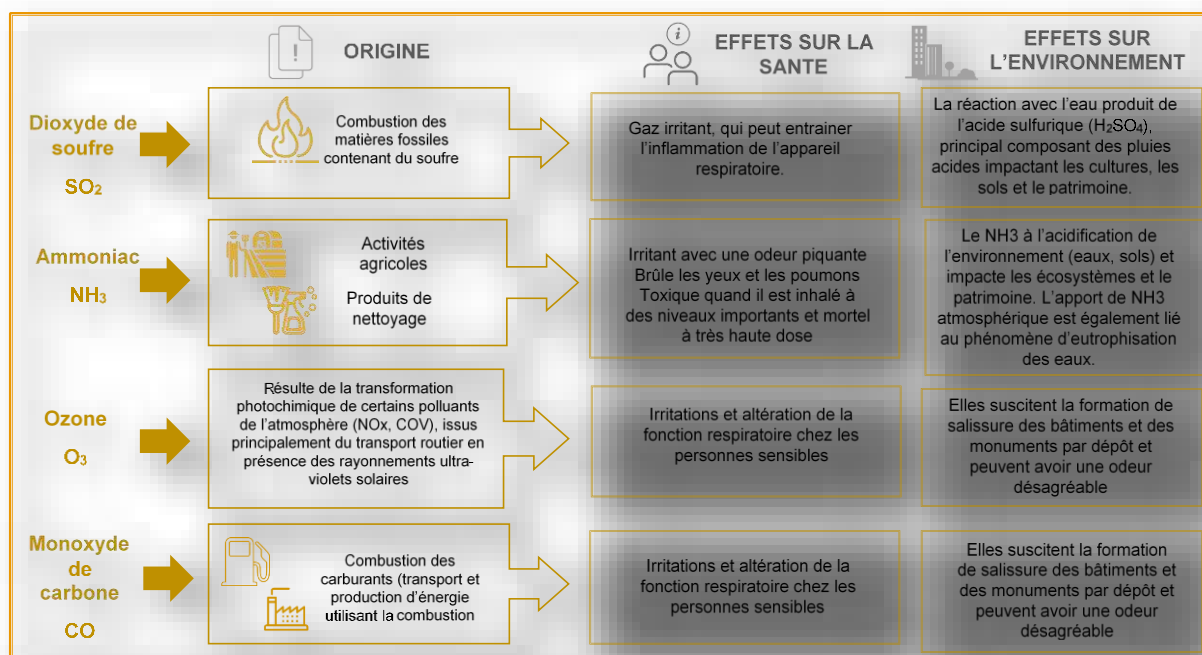 ORIGINE
EFFETS SUR LA
SANTE
EFFETS SUR
L'ENVIRONNEMENT
Dioxyde de
soufre
SO₂
Combustion des
matières fossiles
contenant du soufre
Gaz irritant, qui peut entrainer
l'inflammation de l'appareil
respiratoire.
La réaction avec l'eau produit de
l'acide sulfurique (H₂SO₄),
principal composant des pluies
acides impactant les cultures, les
sols et le patrimoine.
Ammoniac
NH₃
Activités
agricoles
Produits de
nettoyage
Irritant avec une odeur piquante
Brûle les yeux et les poumons
Toxique quand il est inhalé à
des niveaux importants et mortel
à très haute dose
Le NH3 à l'acidification de
l'environnement (eaux, sols) et
impacte les écosystèmes et le
patrimoine. L'apport de NH3
atmosphérique est également lié
au phénomène d'eutrophisation
des eaux.
Ozone
O₃
Résulte de la transformation
photochimique de certains polluants
de l'atmosphère (NOx, COV), issus
principalement du transport routier en
présence des rayonnements ultra-
violets solaires
Irritations et altération de la
fonction respiratoire chez les
personnes sensibles
Elles suscitent la formation de
salissure des bâtiments et des
monuments par dépôt et
peuvent avoir une odeur
désagréable
Monoxyde
de
carbone
CO
Combustion des
carburants (transport et
production d'énergie
utilisant la combustion
Irritations et altération de la
fonction respiratoire chez les
personnes sensibles
Elles suscitent la formation
de salissure des bâtiments et
des monuments par dépôt et
peuvent avoir une odeur
désagréable